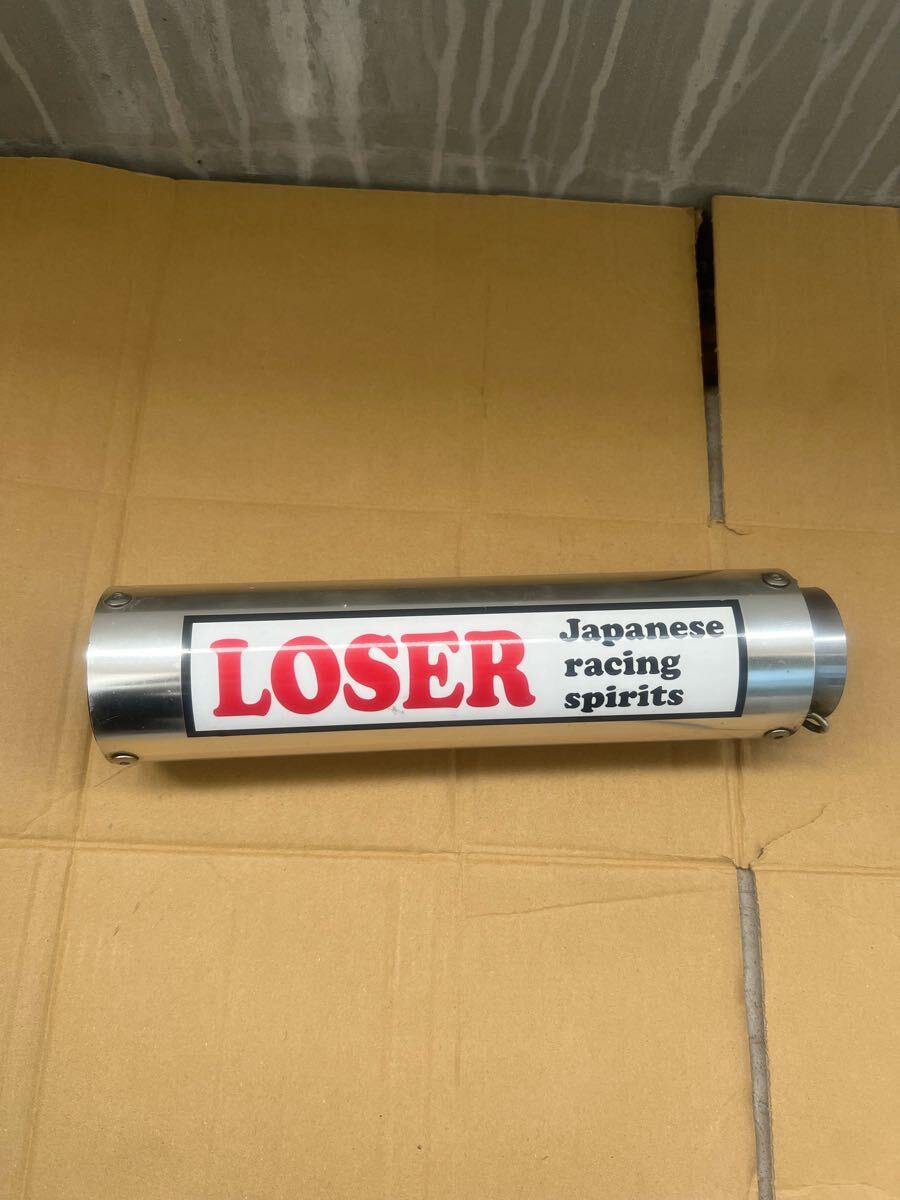 LOSER
Japanese
racing
spirits